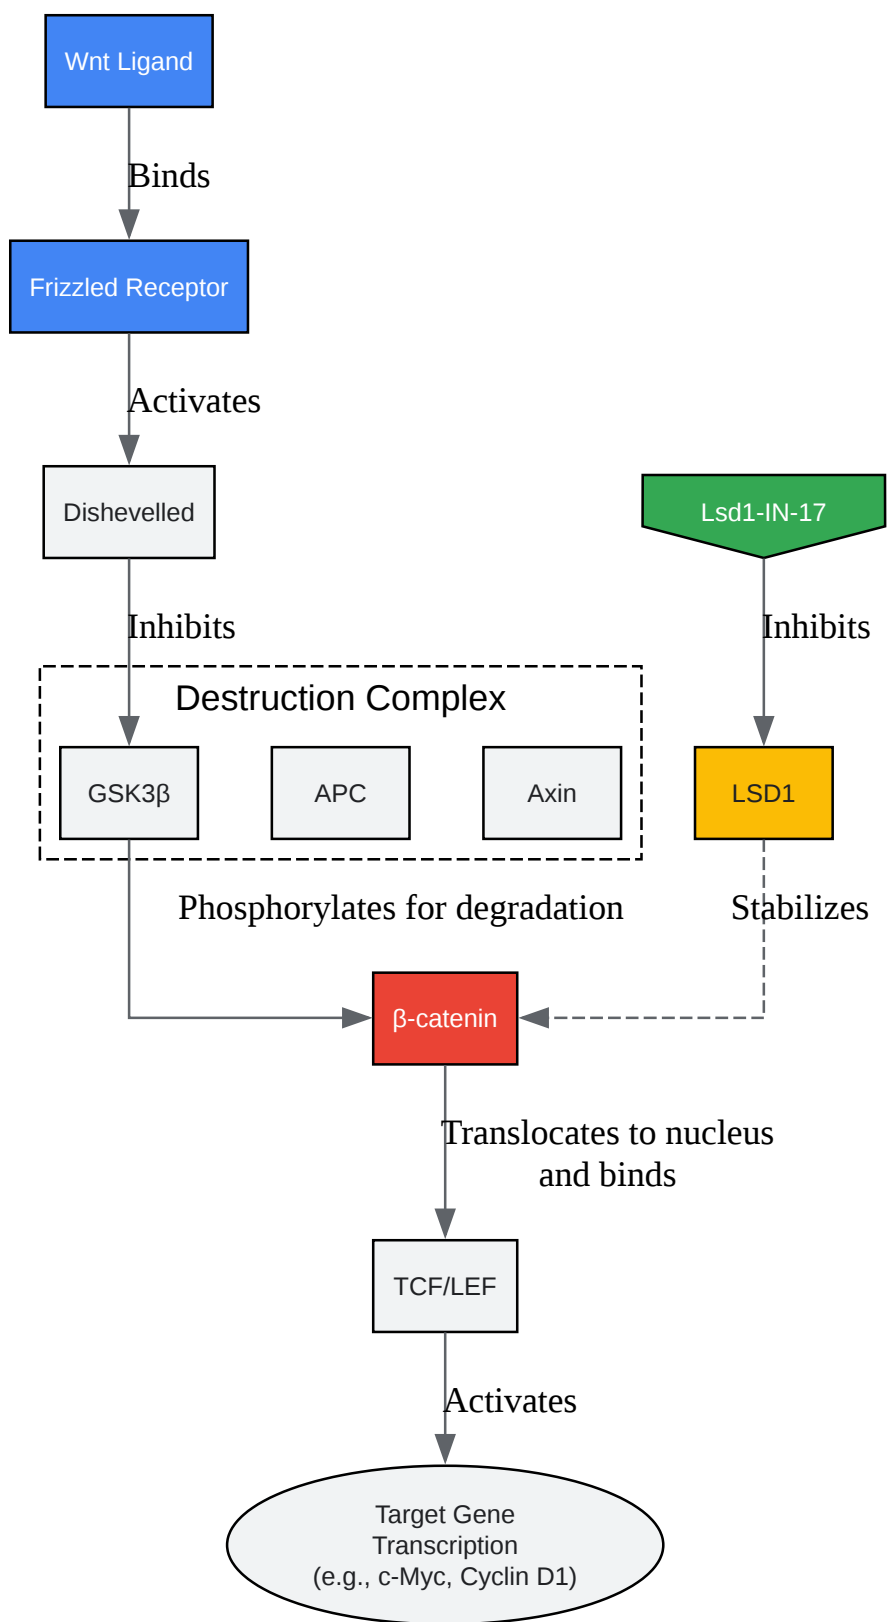 Wnt Ligand
Binds
Frizzled Receptor
Activates
Dishevelled
Lsd1-IN-17
Inhibits
Inhibits
Destruction Complex
GSK3β
APC
Axin
LSD1
Phosphorylates for degradation
Stabilizes
β-catenin
Translocates to nucleus
and binds
TCF/LEF
Activates
Target Gene
Transcription
(e.g., c-Myc, Cyclin D1)